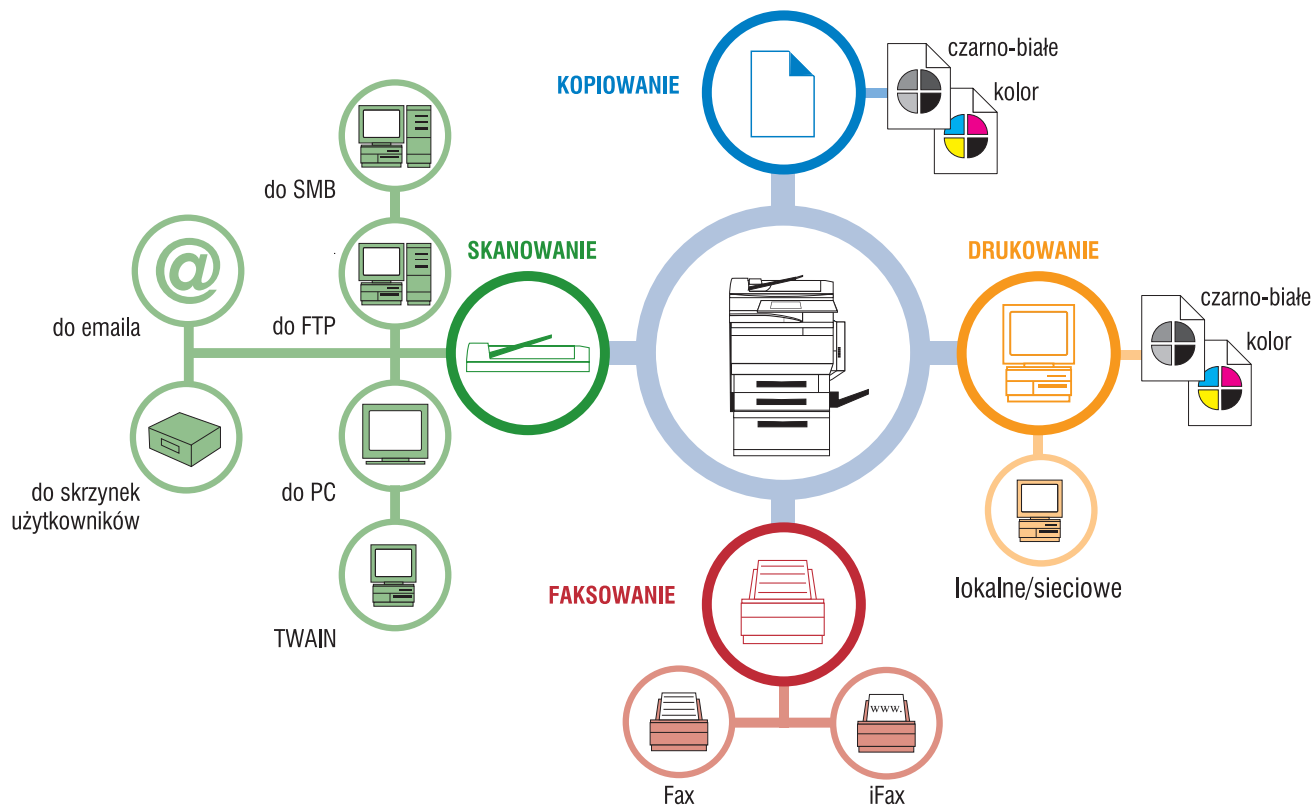 KOPIOWANIE
czarno-białe
kolor
do SMB
do emaila
do FTP
SKANOWANIE
DRUKOWANIE
czarno-białe
kolor
do skrzynek
użytkowników
do PC
TWAIN
FAKSOWANIE
lokalne/sieciowe
www.
Fax
iFax
@